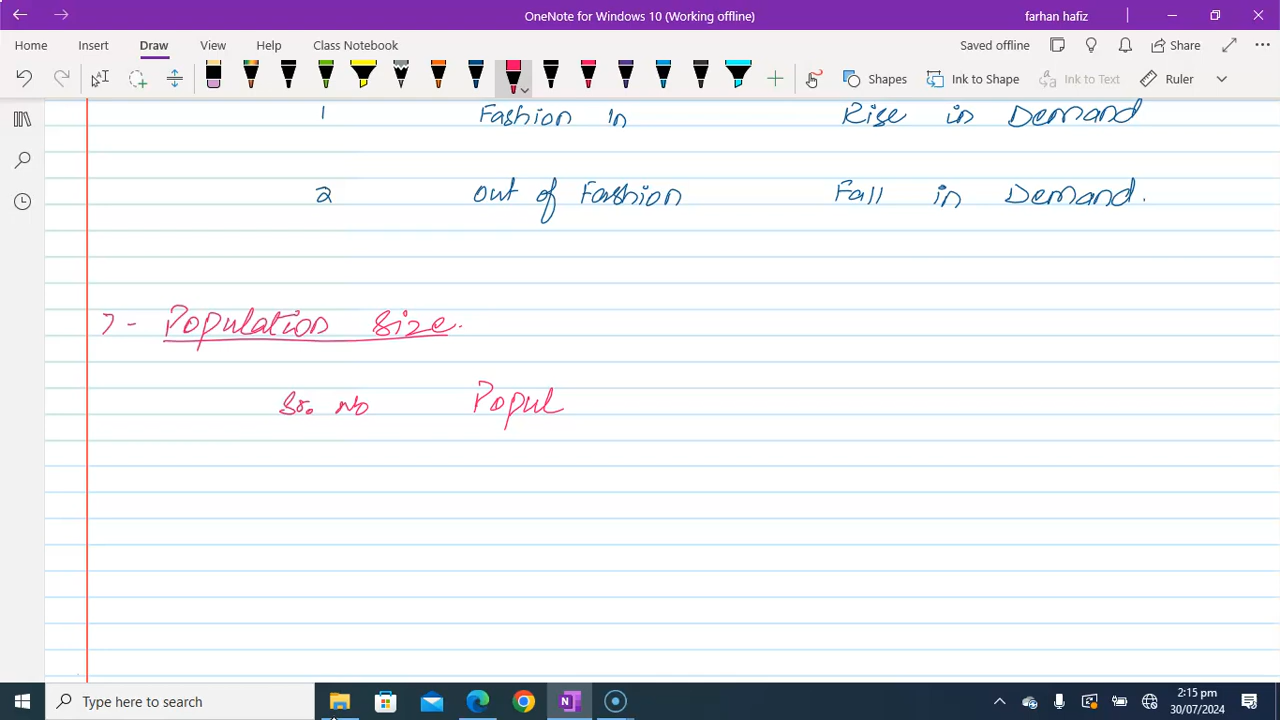 OneNote for Windows 10 (Working offline)
farhan hafiz
Home Insert Draw View Help Class Notebook
Saved offline Share
Shapes Ink to Shape Ink to Text Ruler
1 Fashion in Rise in Demand
2 out of Fashion Fall in Demand.
7- Population Size.
Sr. No Popul
Type here to search
2:15 pm
30/07/2024